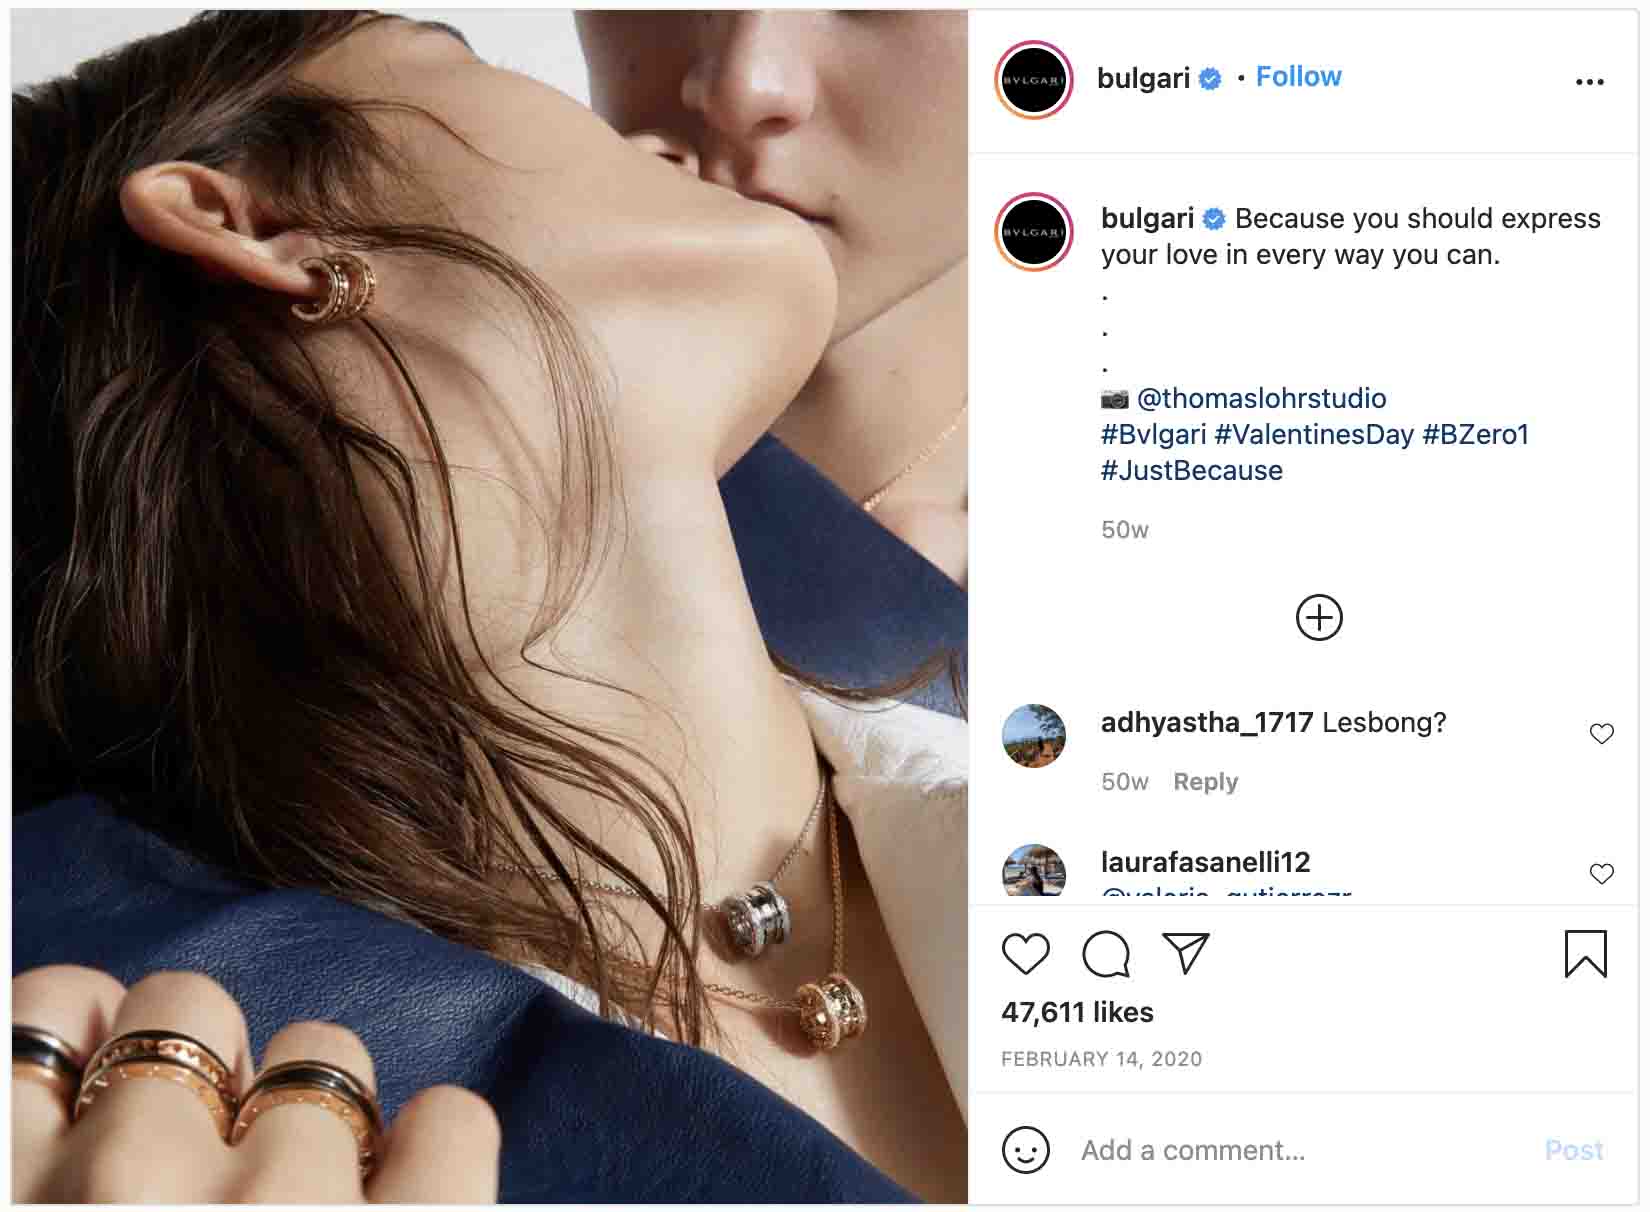 BVLGARI
bulgari • Follow
BVLGARI
bulgari Because you should express
your love in every way you can.
.
.
.
📷 @thomaslohrstudio
#Bvlgari #ValentinesDay #BZero1
#JustBecause
50w
adhyastha_1717 Lesbong?
50w Reply
laurafasanelli12
47,611 likes
FEBRUARY 14, 2020
Add a comment...
Post